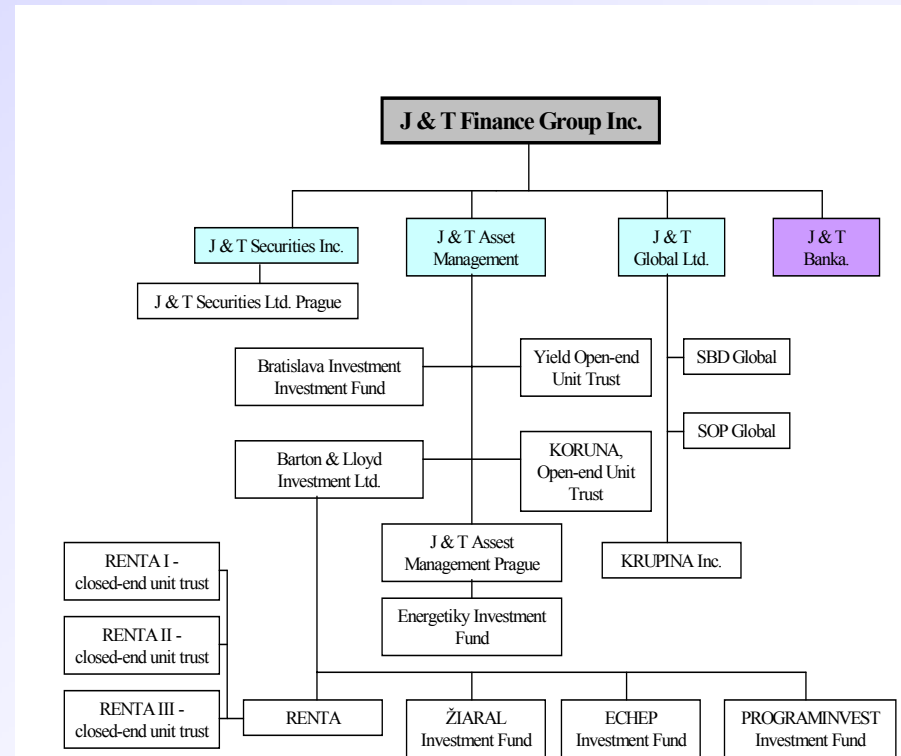 J & T Finance Group Inc.
J & T Securities Inc.
J & T Asset
Management
J & T
Global Ltd.
J & T
Banka.
J & T Securities Ltd. Prague
Bratislava Investment
Investment Fund
Yield Open-end
Unit Trust
SBD Global
SOP Global
Barton & Lloyd
Investment Ltd.
KORUNA,
Open-end Unit
Trust
J & T Assest
Management Prague
KRUPINA Inc.
RENTA I -
closed-end unit trust
Energetiky Investment
Fund
RENTA II -
closed-end unit trust
RENTA III -
closed-end unit trust
RENTA
ŽIARAL
Investment Fund
ECHEP
Investment Fund
PROGRAMINVEST
Investment Fund